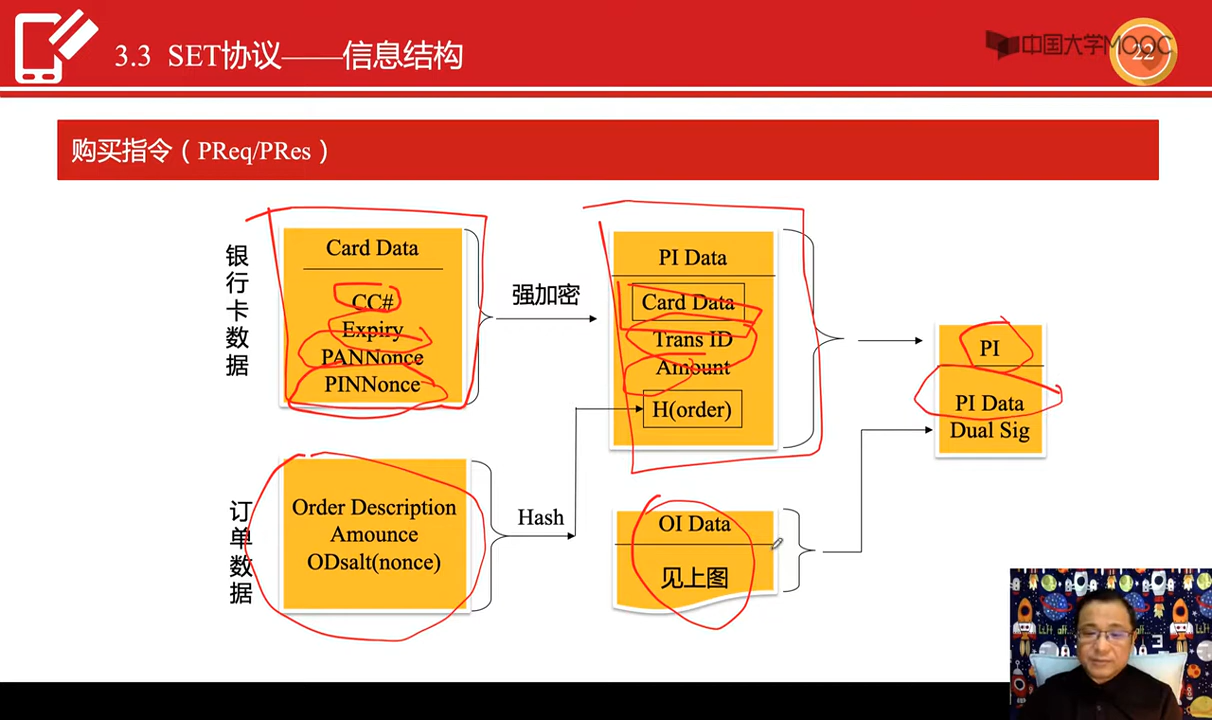 3.3 SET协议——信息结构
中国大学MOOC
22
购买指令（PReq/PRes）
银行卡数据
Card Data
CC#
Expiry
PANNonce
PINNonce
强加密
PI Data
Card Data
Trans ID
Amount
H(order)
PI
PI Data
Dual Sig
订单数据
Order Description
Amounce
ODsalt(nonce)
Hash
OI Data
见上图